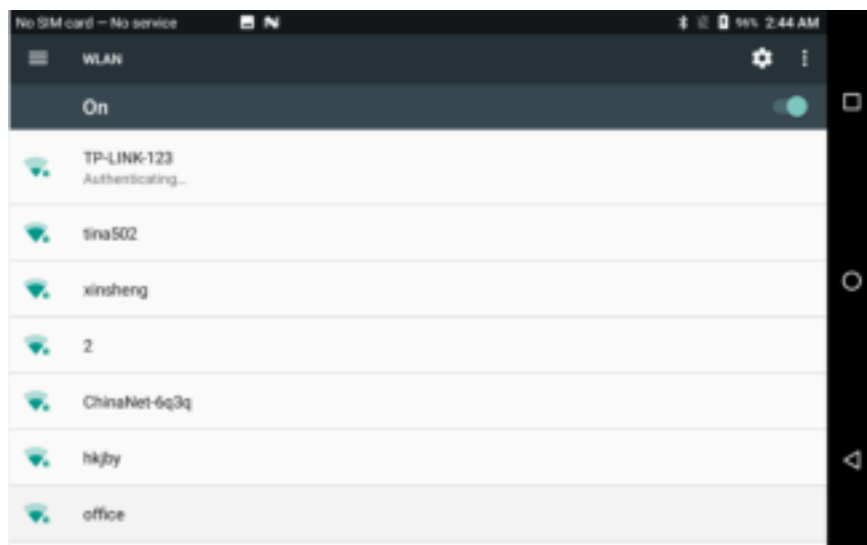 No SIM card — No service 96% 2:44 AM
WLAN
On
TP-LINK-123
Authenticating...
tina502
xinsheng
2
ChinaNet-6q3q
hkjby
office